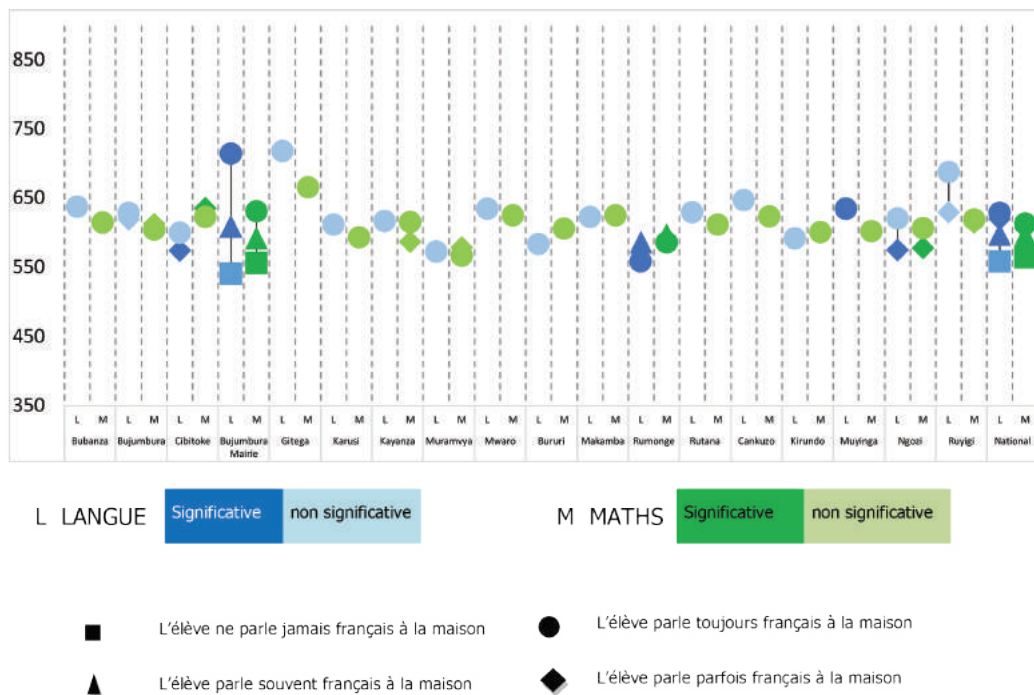 850
750
650
550
450
350
L M L M L M L M L M L M L M L M L M L M L M L M L M L M L M L M L M L M L M
Bubanza Bujumbura Cibitoke Bujumbura Mairie Gitega Karusi Kayanza Muramvya Mwaro Bururi Makamba Rumonge Rutana Cankuzo Kirundo Muyinga Ngozi Ruyigi National
L LANGUE Significative non significative M MATHS Significative non significative
L'élève ne parle jamais français à la maison
L'élève parle toujours français à la maison
L'élève parle souvent français à la maison
L'élève parle parfois français à la maison